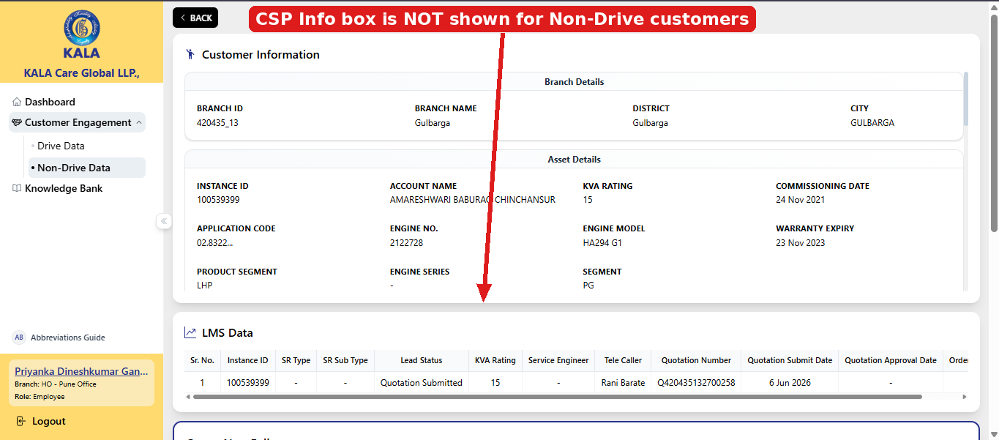 BACK
CSP Info box is NOT shown for Non-Drive customers
KALA
KALA Care Global LLP.,
Dashboard
Customer Engagement
Drive Data
Non-Drive Data
Knowledge Bank
AB Abbreviations Guide
Priyanka Dineshkumar Gan...
Branch: HO - Pune Office
Role: Employee
Logout
Customer Information
Branch Details
BRANCH ID BRANCH NAME DISTRICT CITY
420435_13 Gulbarga Gulbarga GULBARGA
Asset Details
INSTANCE ID ACCOUNT NAME KVA RATING COMMISSIONING DATE
100539399 AMARESHWARI BABURAO CHINCHANSUR 15 24 Nov 2021
APPLICATION CODE ENGINE NO. ENGINE MODEL WARRANTY EXPIRY
02.8322... 2122728 HA294 G1 23 Nov 2023
PRODUCT SEGMENT ENGINE SERIES SEGMENT
LHP - PG
LMS Data
Sr. No. Instance ID SR Type SR Sub Type Lead Status KVA Rating Service Engineer Tele Caller Quotation Number Quotation Submit Date Quotation Approval Date Order
1 100539399 - - Quotation Submitted 15 - Rani Barate Q420435132700258 6 Jun 2026 -